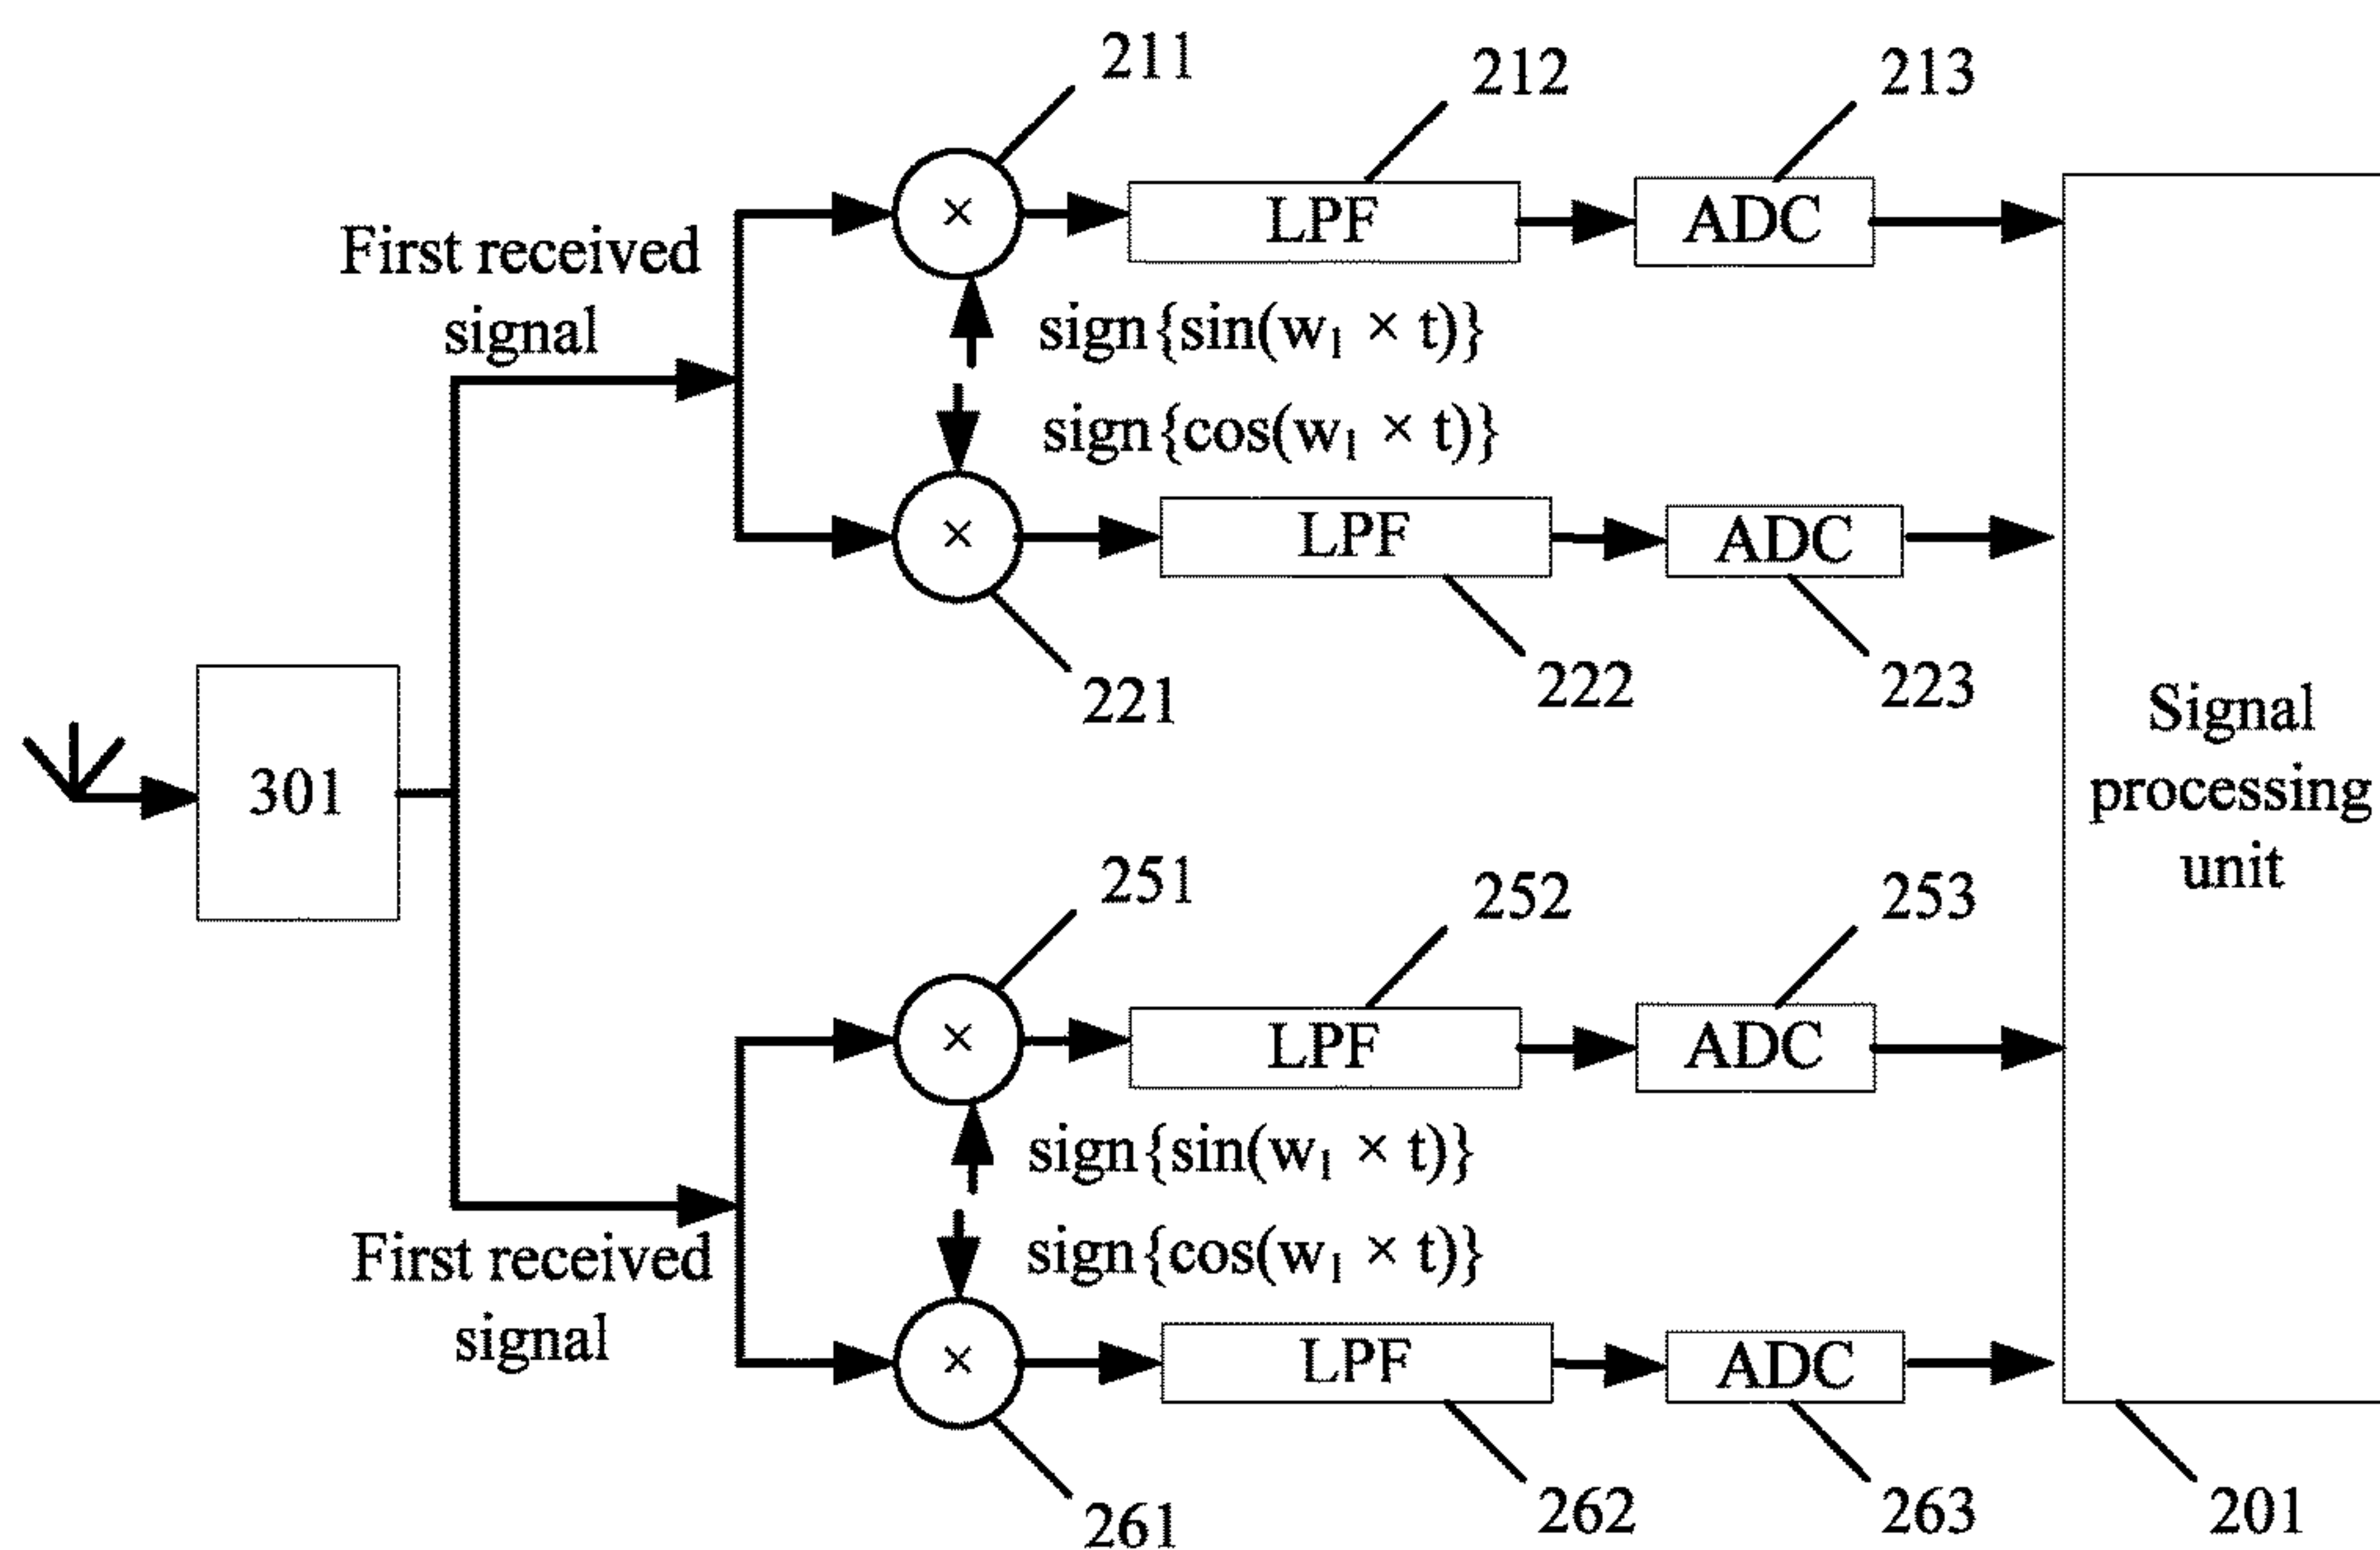 211
212
213
×
LPF
ADC
First received
signal
sign{sin(w₁ × t)}
sign{cos(w₁ × t)}
×
LPF
ADC
221
222
223
301
Signal
processing
unit
251
252
253
×
LPF
ADC
sign{sin(w₁ × t)}
First received
signal
sign{cos(w₁ × t)}
×
LPF
ADC
261
262
263
201